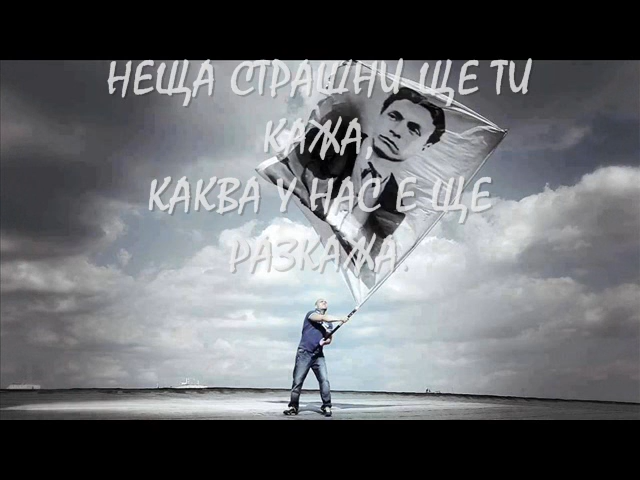 НЕЩА СТРАШНИ ЩЕ ТИ
КАЖА,
КАКВА У НАС Е ЩЕ
РАЗКАЖА.